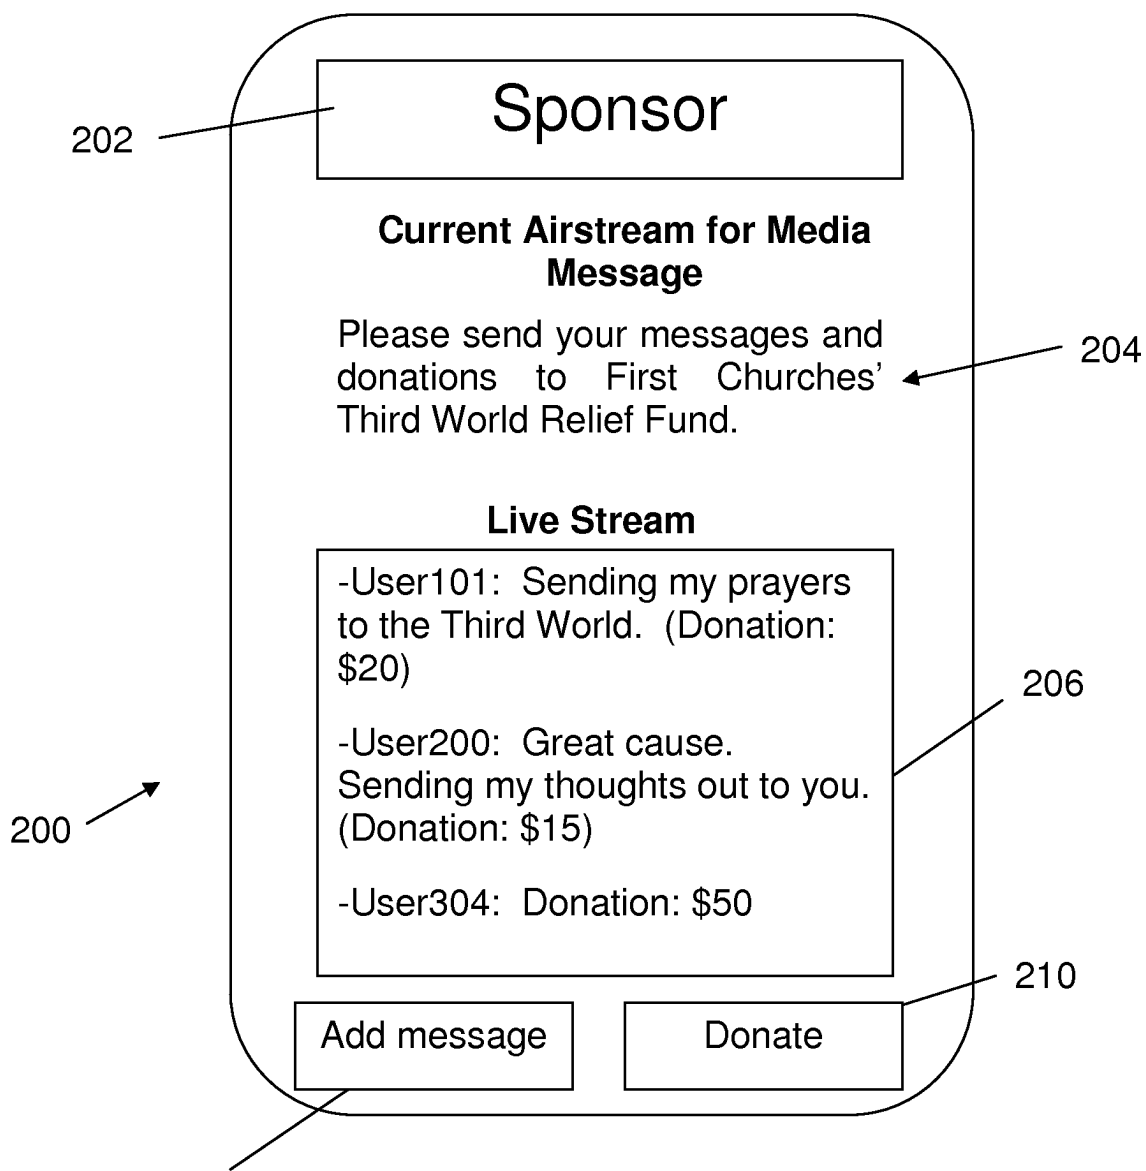 Sponsor
202
Current Airstream for Media
Message
Please send your messages and
donations to First Churches’
Third World Relief Fund.
204
Live Stream
-User101: Sending my prayers
to the Third World. (Donation:
$20)
206
-User200: Great cause.
Sending my thoughts out to you.
(Donation: $15)
200
-User304: Donation: $50
210
Add message
Donate